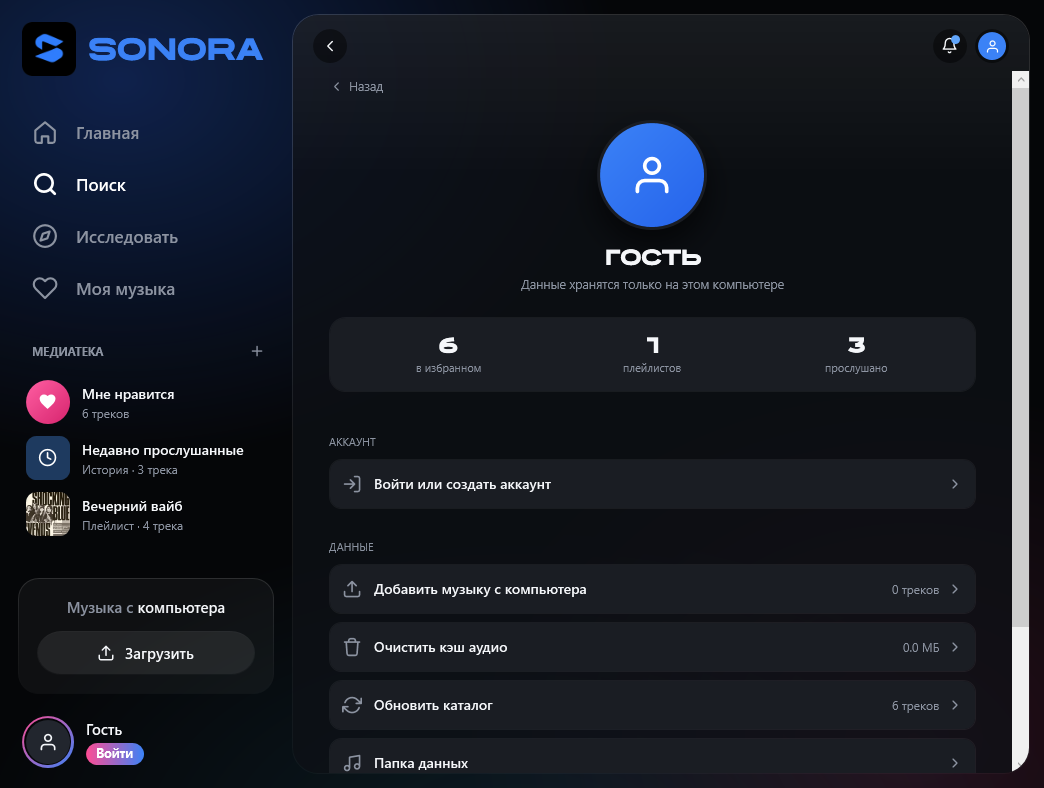 SONORA
Главная
Поиск
Исследовать
Моя музыка
МЕДИАТЕКА
Мне нравится
6 треков
Недавно прослушанные
История · 3 трека
SHOCKING
BLUE
VENUS
Вечерний вайб
Плейлист · 4 трека
Музыка с компьютера
Загрузить
Гость
Войти
Назад
ГОСТЬ
Данные хранятся только на этом компьютере
6
в избранном
1
плейлистов
3
прослушано
АККАУНТ
Войти или создать аккаунт
ДАННЫЕ
Добавить музыку с компьютера
0 треков
Очистить кэш аудио
0.0 МБ
Обновить каталог
6 треков
Папка данных